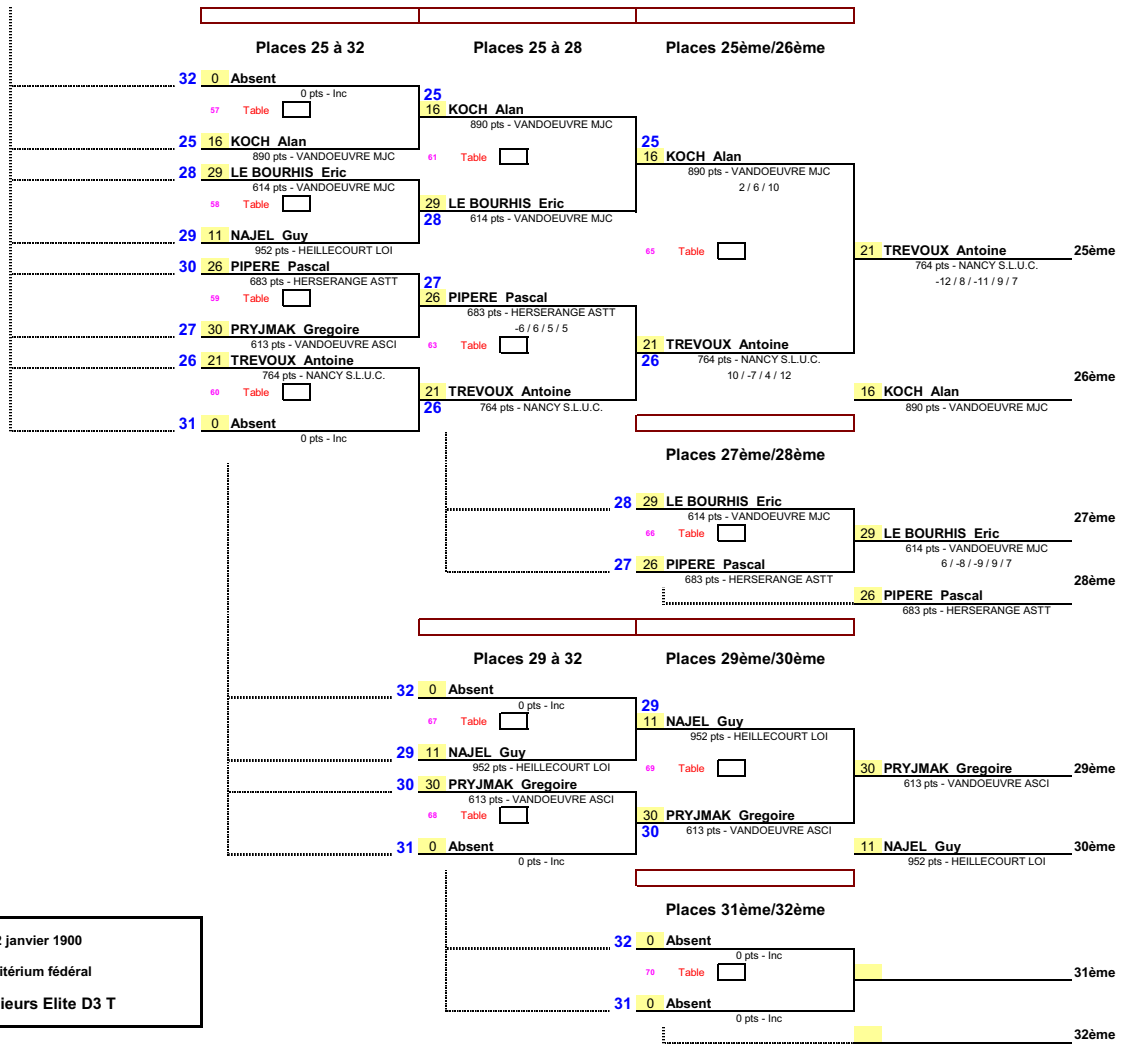 Places 25 à 32
Places 25 à 28
Places 25ème/26ème
32 0 Absent
0 pts - Inc
57 Table
25 16 KOCH Alan
890 pts - VANDOEUVRE MJC
28 29 LE BOURHIS Eric
614 pts - VANDOEUVRE MJC
58 Table
29 11 NAJEL Guy
952 pts - HEILLECOURT LOI
30 26 PIPERE Pascal
683 pts - HERSERANGE ASTT
59 Table
27 30 PRYJMAK Gregoire
613 pts - VANDOEUVRE ASCI
26 21 TREVOUX Antoine
764 pts - NANCY S.L.U.C.
60 Table
31 0 Absent
0 pts - Inc
25
16 KOCH Alan
890 pts - VANDOEUVRE MJC
61 Table
29 LE BOURHIS Eric
28 614 pts - VANDOEUVRE MJC
27
26 PIPERE Pascal
683 pts - HERSERANGE ASTT
-6 / 6 / 5 / 5
63 Table
21 TREVOUX Antoine
26 764 pts - NANCY S.L.U.C.
25
16 KOCH Alan
890 pts - VANDOEUVRE MJC
2 / 6 / 10
65 Table
21 TREVOUX Antoine
26 764 pts - NANCY S.L.U.C.
10 / -7 / 4 / 12
21 TREVOUX Antoine 25ème
764 pts - NANCY S.L.U.C.
-12 / 8 / -11 / 9 / 7
26ème
16 KOCH Alan
890 pts - VANDOEUVRE MJC
Places 27ème/28ème
28 29 LE BOURHIS Eric
614 pts - VANDOEUVRE MJC
66 Table
27 26 PIPERE Pascal
683 pts - HERSERANGE ASTT
27ème
29 LE BOURHIS Eric
614 pts - VANDOEUVRE MJC
6 / -8 / -9 / 9 / 7
28ème
26 PIPERE Pascal
683 pts - HERSERANGE ASTT
Places 29 à 32
Places 29ème/30ème
32 0 Absent
0 pts - Inc
67 Table
29 11 NAJEL Guy
952 pts - HEILLECOURT LOI
30 30 PRYJMAK Gregoire
613 pts - VANDOEUVRE ASCI
68 Table
31 0 Absent
0 pts - Inc
29
11 NAJEL Guy
952 pts - HEILLECOURT LOI
69 Table
30 PRYJMAK Gregoire
30 613 pts - VANDOEUVRE ASCI
30 PRYJMAK Gregoire 29ème
613 pts - VANDOEUVRE ASCI
11 NAJEL Guy 30ème
952 pts - HEILLECOURT LOI
Places 31ème/32ème
32 0 Absent
0 pts - Inc
70 Table
31 0 Absent
0 pts - Inc
31ème
32ème
janvier 1900
itérium fédéral
ieurs Elite D3 T